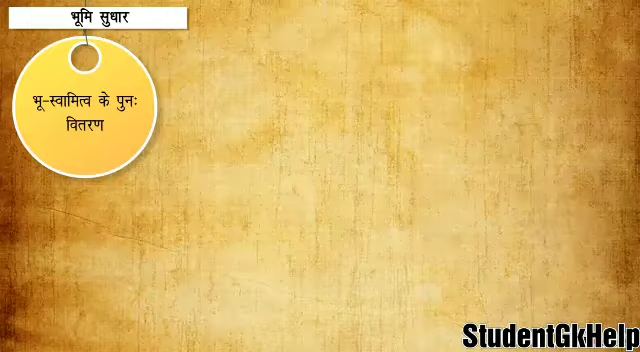 भूमि सुधार
भू-स्वामित्व के पुनः
वितरण
StudentGkHelp